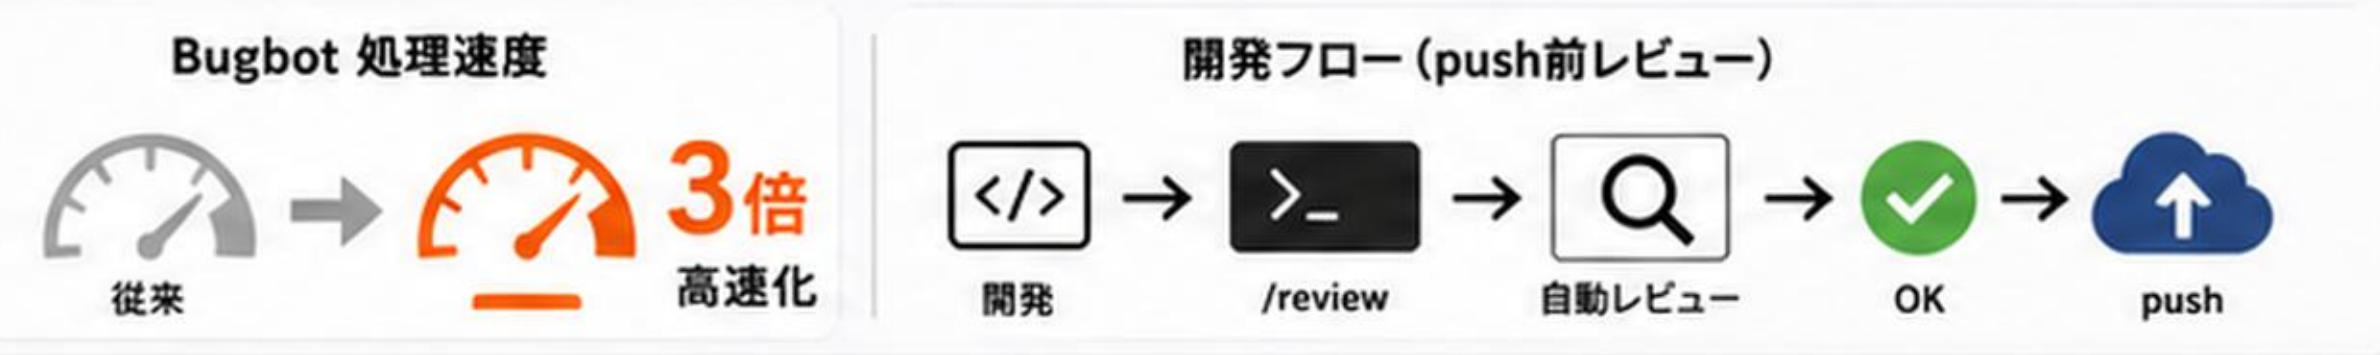 Bugbot 処理速度
従来
3倍
高速化
開発フロー（push前レビュー）
</>
>_
開発
/review
自動レビュー
OK
push